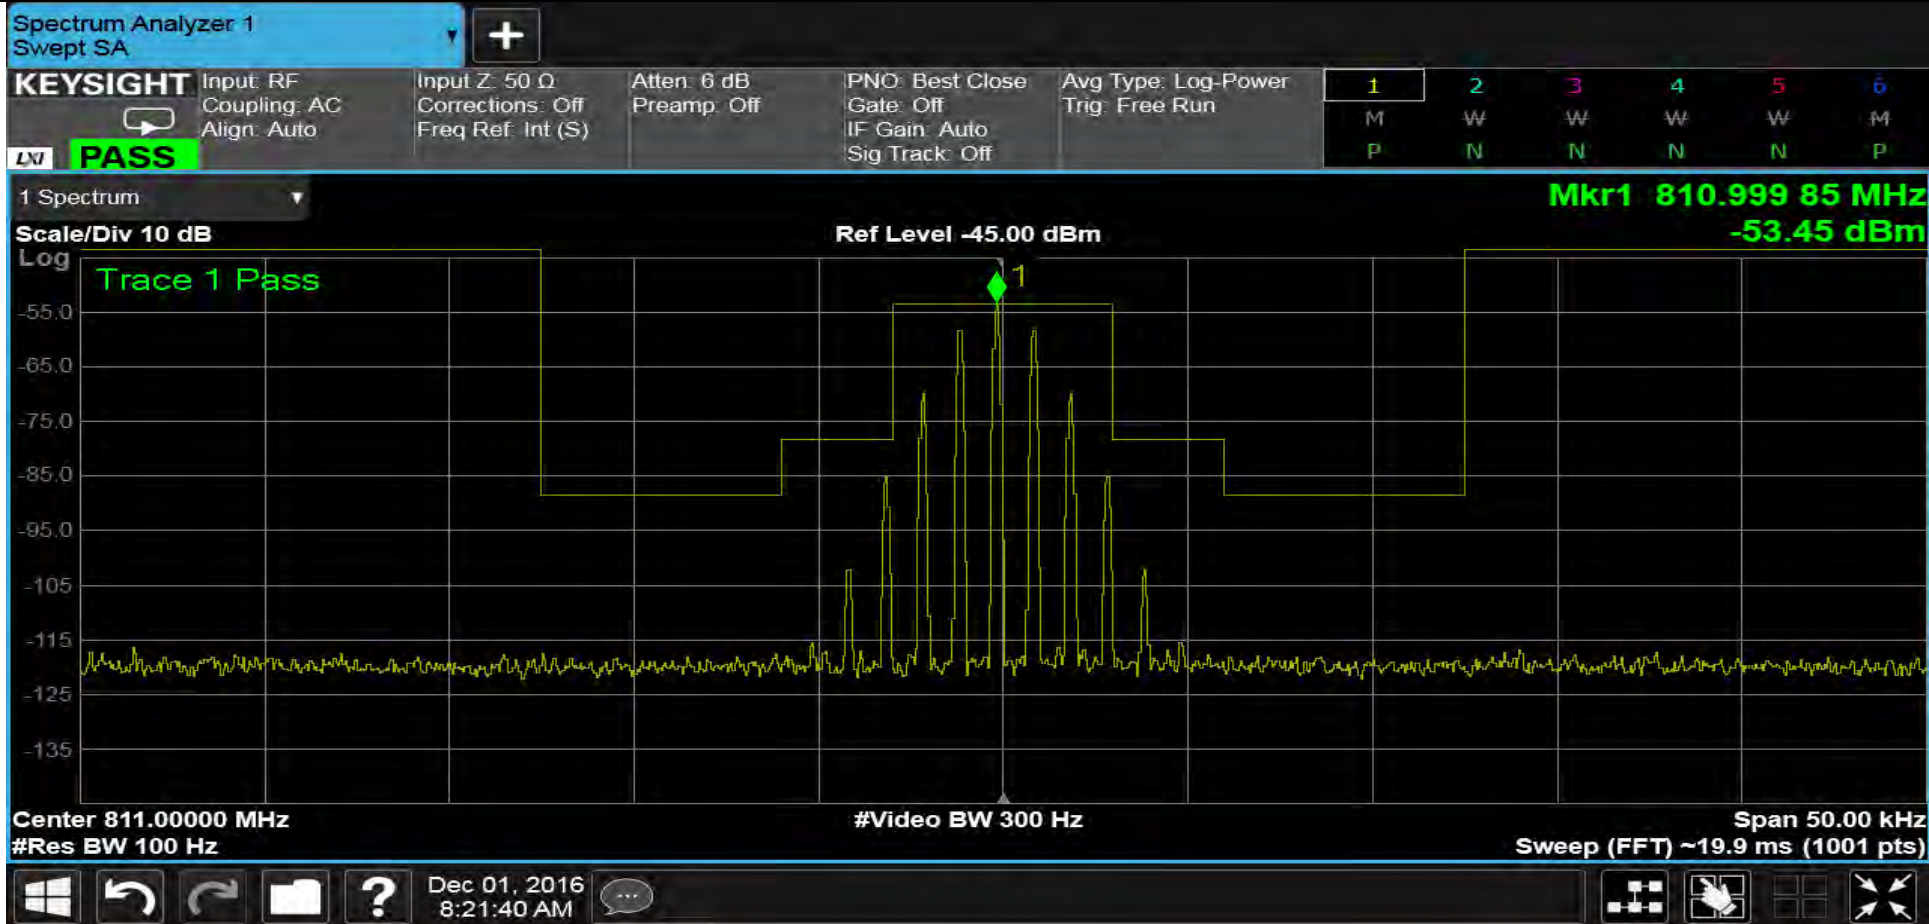 Spectrum Analyzer 1
Swept SA
+
KEYSIGHT
LXI
PASS
Input: RF
Coupling: AC
Align: Auto
Input Z: 50 Ω
Corrections: Off
Freq Ref: Int (S)
Atten: 6 dB
Preamp: Off
PNO: Best Close
Gate: Off
IF Gain: Auto
Sig Track: Off
Avg Type: Log-Power
Trig: Free Run
1 2 3 4 5 6
M W W W W M
P N N N N P
1 Spectrum
Mkr1 810.999 85 MHz
-53.45 dBm
Scale/Div 10 dB
Ref Level -45.00 dBm
Log
Trace 1 Pass
1
-55.0
-65.0
-75.0
-85.0
-95.0
-105
-115
-125
-135
Center 811.00000 MHz
#Video BW 300 Hz
Span 50.00 kHz
#Res BW 100 Hz
Sweep (FFT) ~19.9 ms (1001 pts)
?
Dec 01, 2016
8:21:40 AM